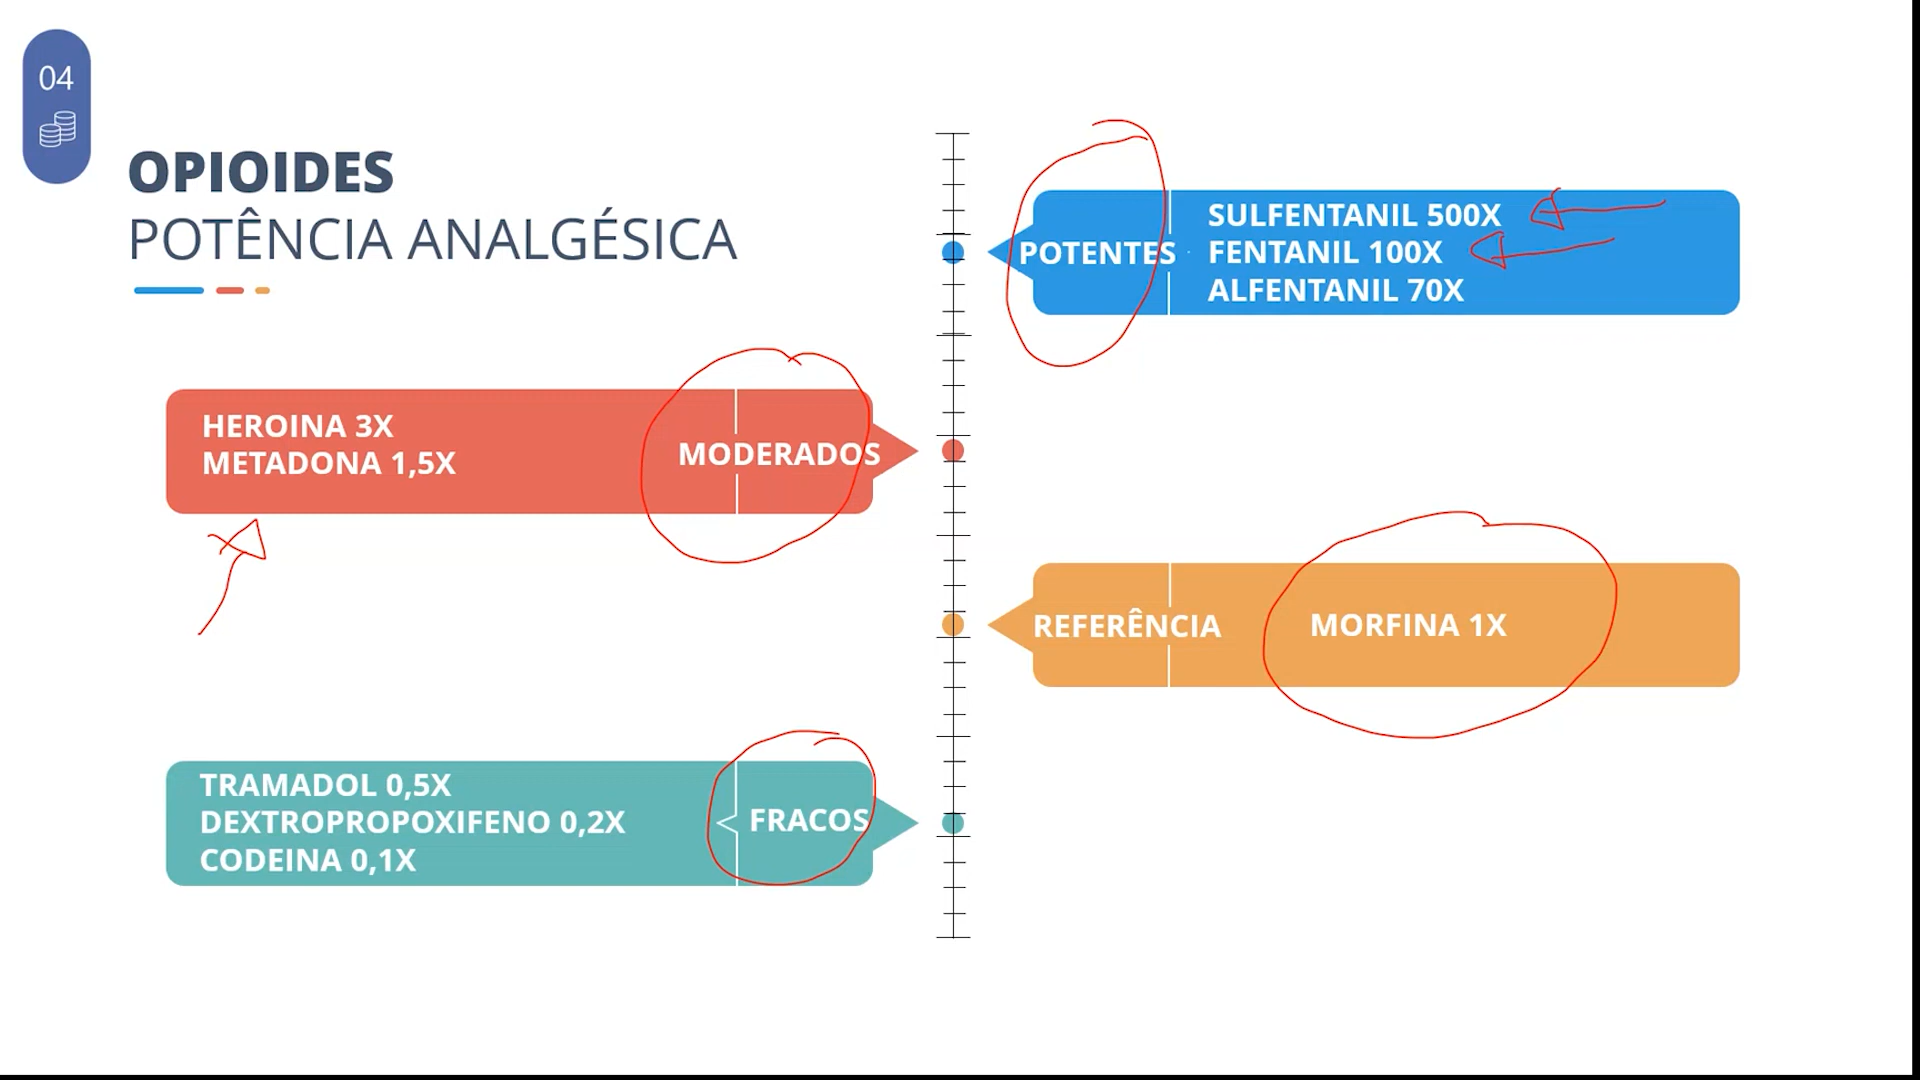 04
OPIOIDES
POTÊNCIA ANALGÉSICA
POTENTES
SULFENTANIL 500X
FENTANIL 100X
ALFENTANIL 70X
HEROINA 3X
METADONA 1,5X
MODERADOS
REFERÊNCIA
MORFINA 1X
TRAMADOL 0,5X
DEXTROPROPOXIFENO 0,2X
CODEINA 0,1X
FRACOS